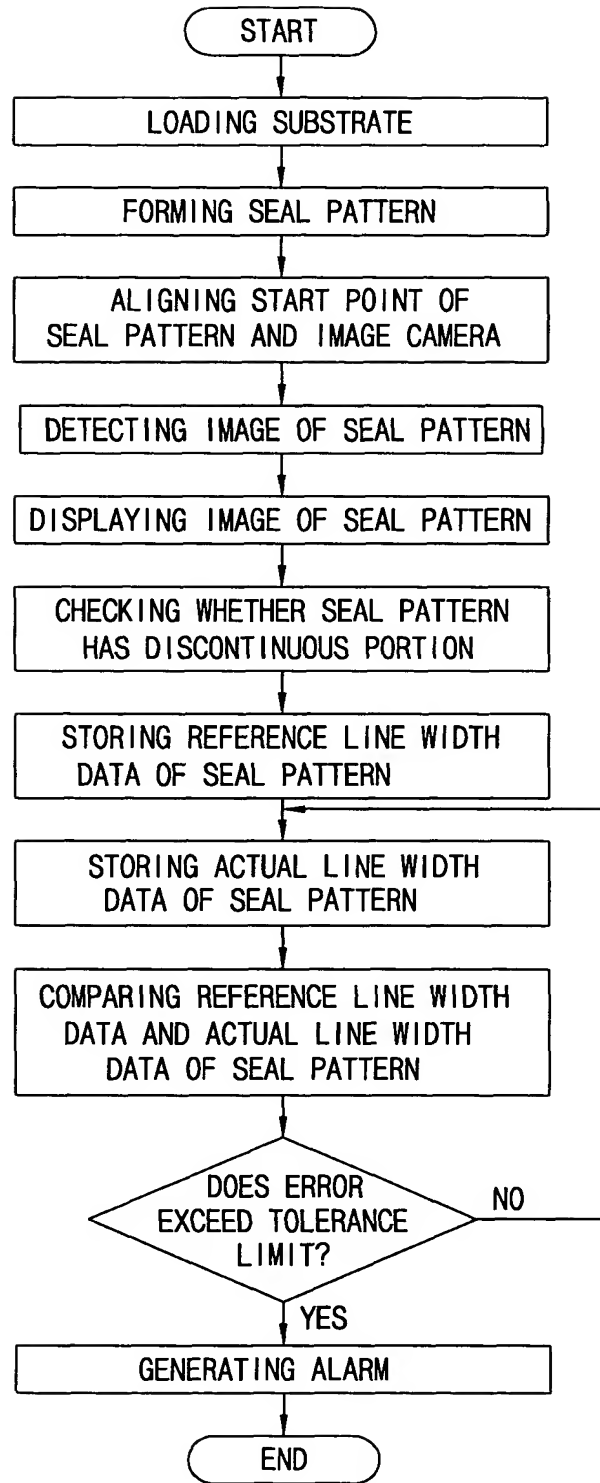 START
LOADING SUBSTRATE
FORMING SEAL PATTERN
ALIGNING START POINT OF
SEAL PATTERN AND IMAGE CAMERA
DETECTING IMAGE OF SEAL PATTERN
DISPLAYING IMAGE OF SEAL PATTERN
CHECKING WHETHER SEAL PATTERN
HAS DISCONTINUOUS PORTION
STORING REFERENCE LINE WIDTH
DATA OF SEAL PATTERN
STORING ACTUAL LINE WIDTH
DATA OF SEAL PATTERN
COMPARING REFERENCE LINE WIDTH
DATA AND ACTUAL LINE WIDTH
DATA OF SEAL PATTERN
DOES ERROR
EXCEED TOLERANCE
LIMIT?
NO
YES
GENERATING ALARM
END